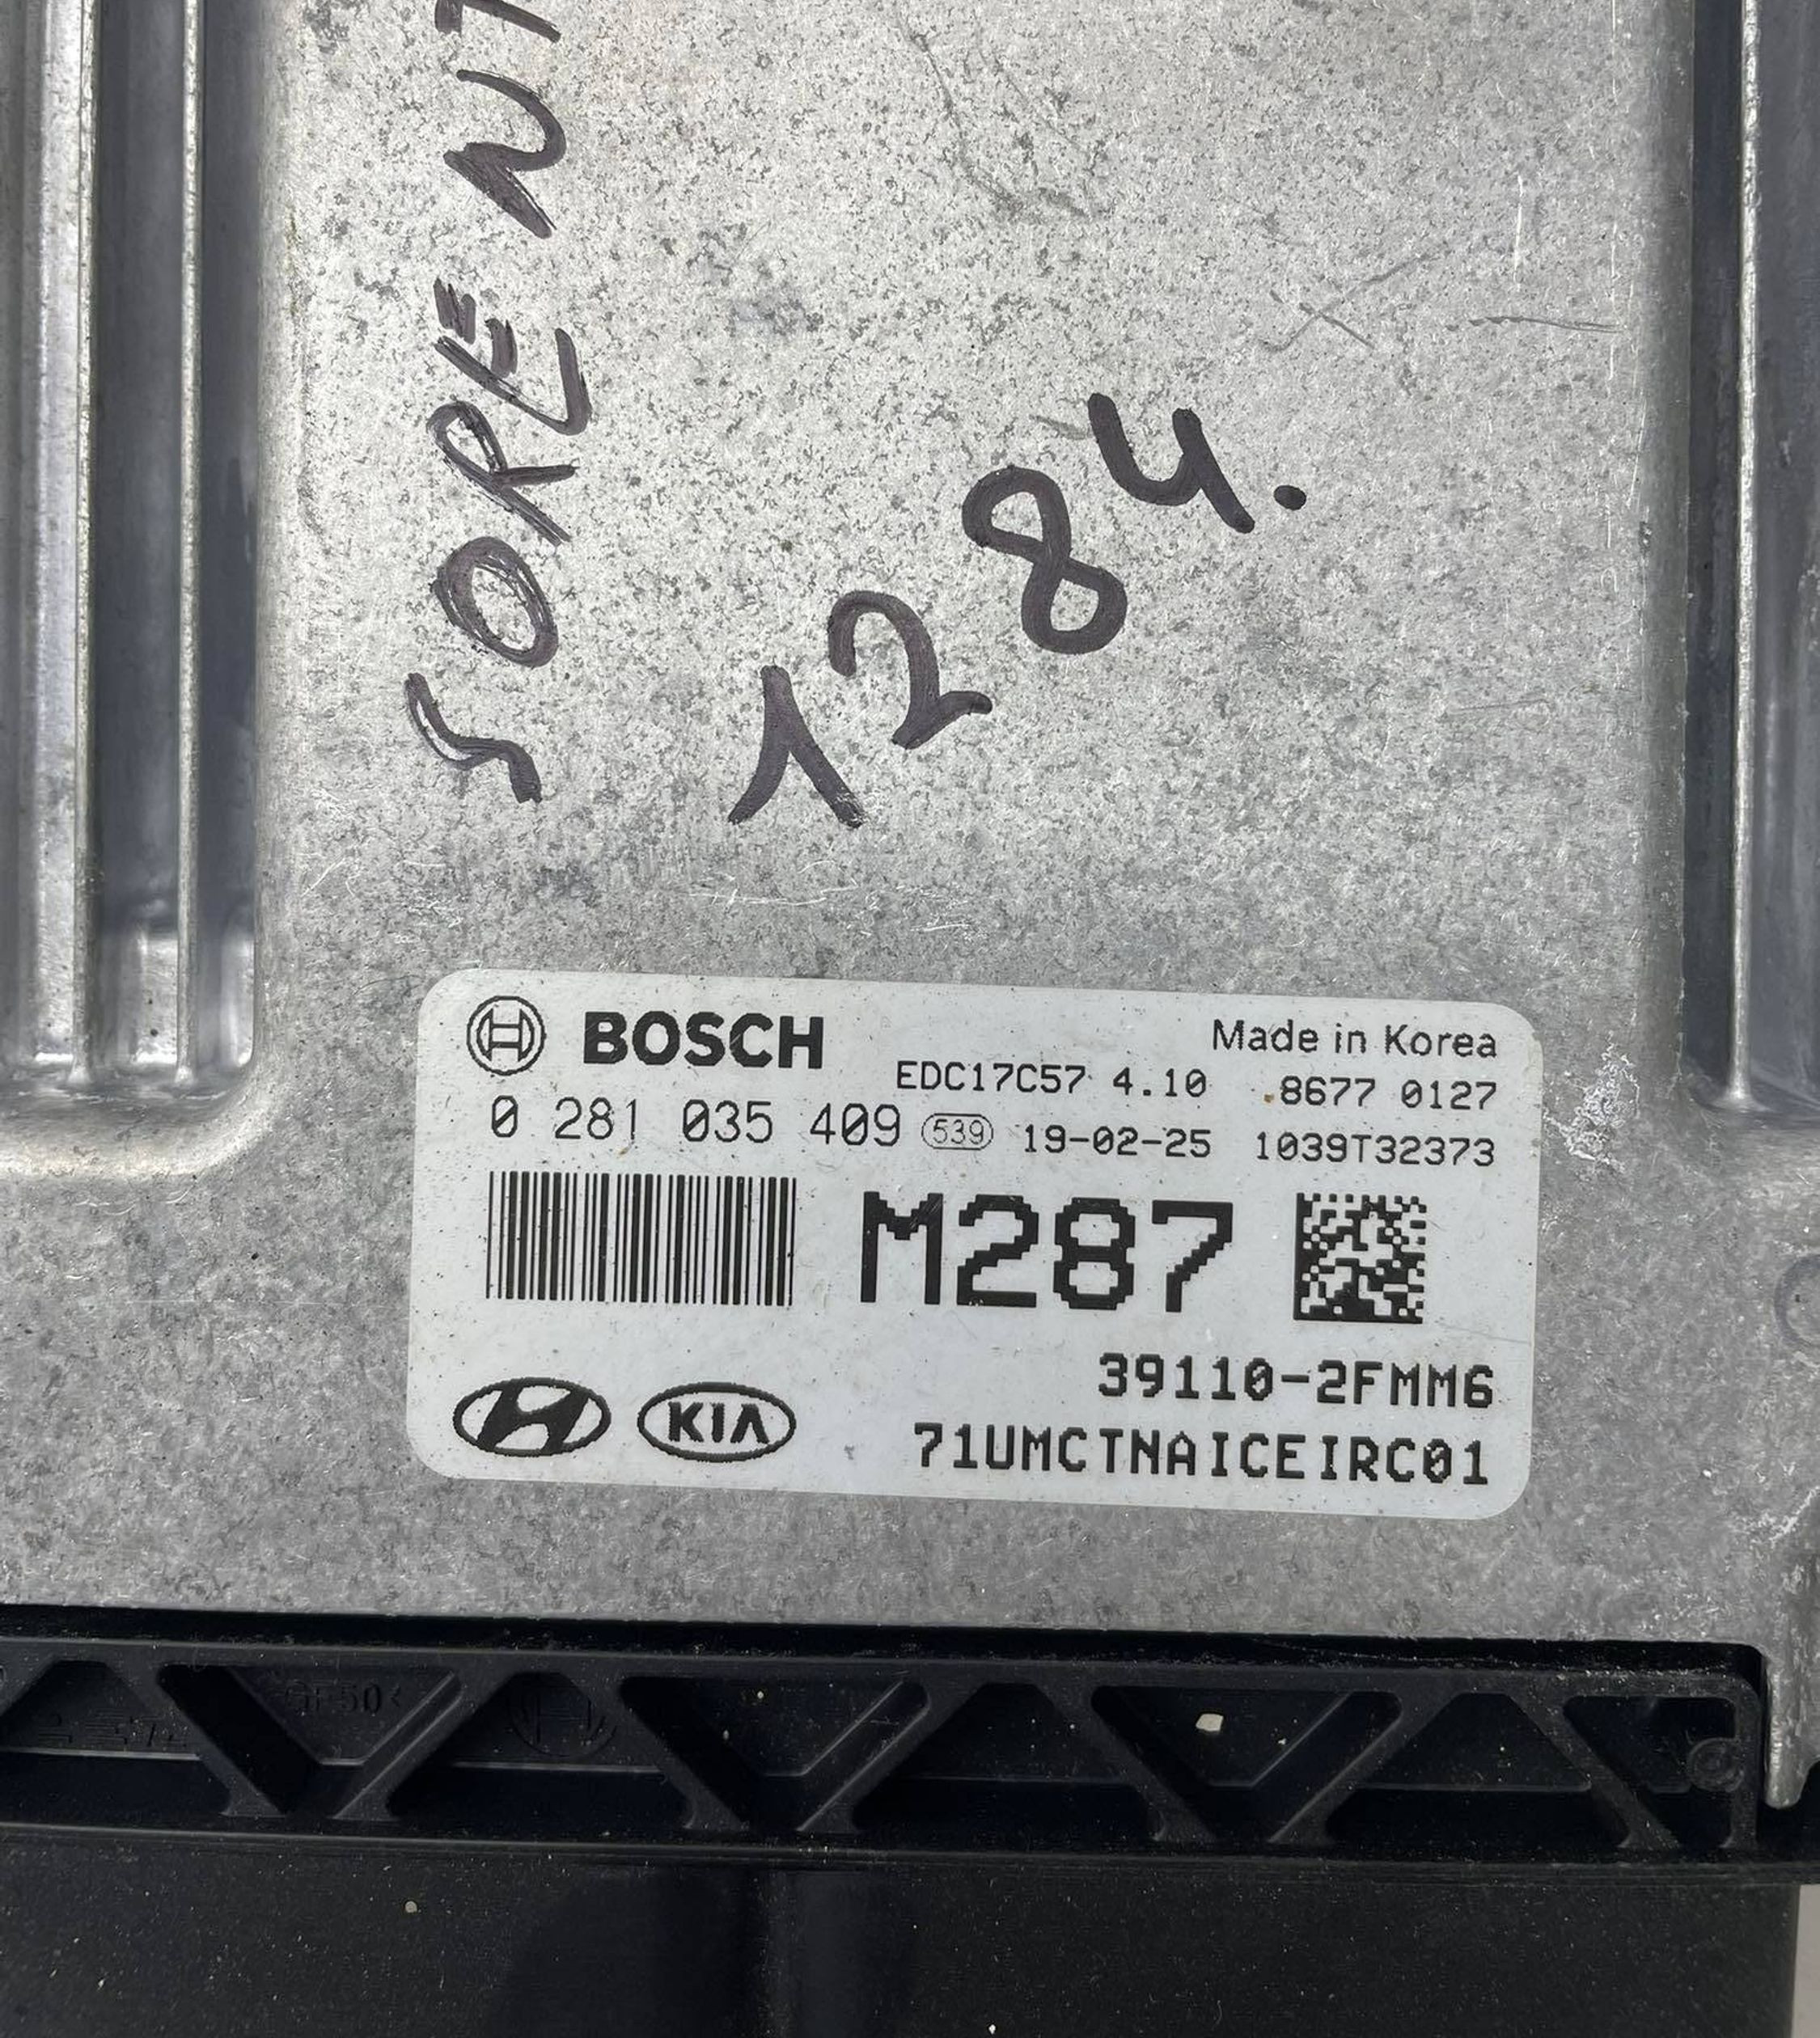 SORENT
1284.
BOSCH
Made in Korea
EDC17C57 4.10 .8677 0127
0 281 035 409 539 19-02-25 1039T32373
M287
39110-2FMM6
KIA
71UMCTNAICEIRC01